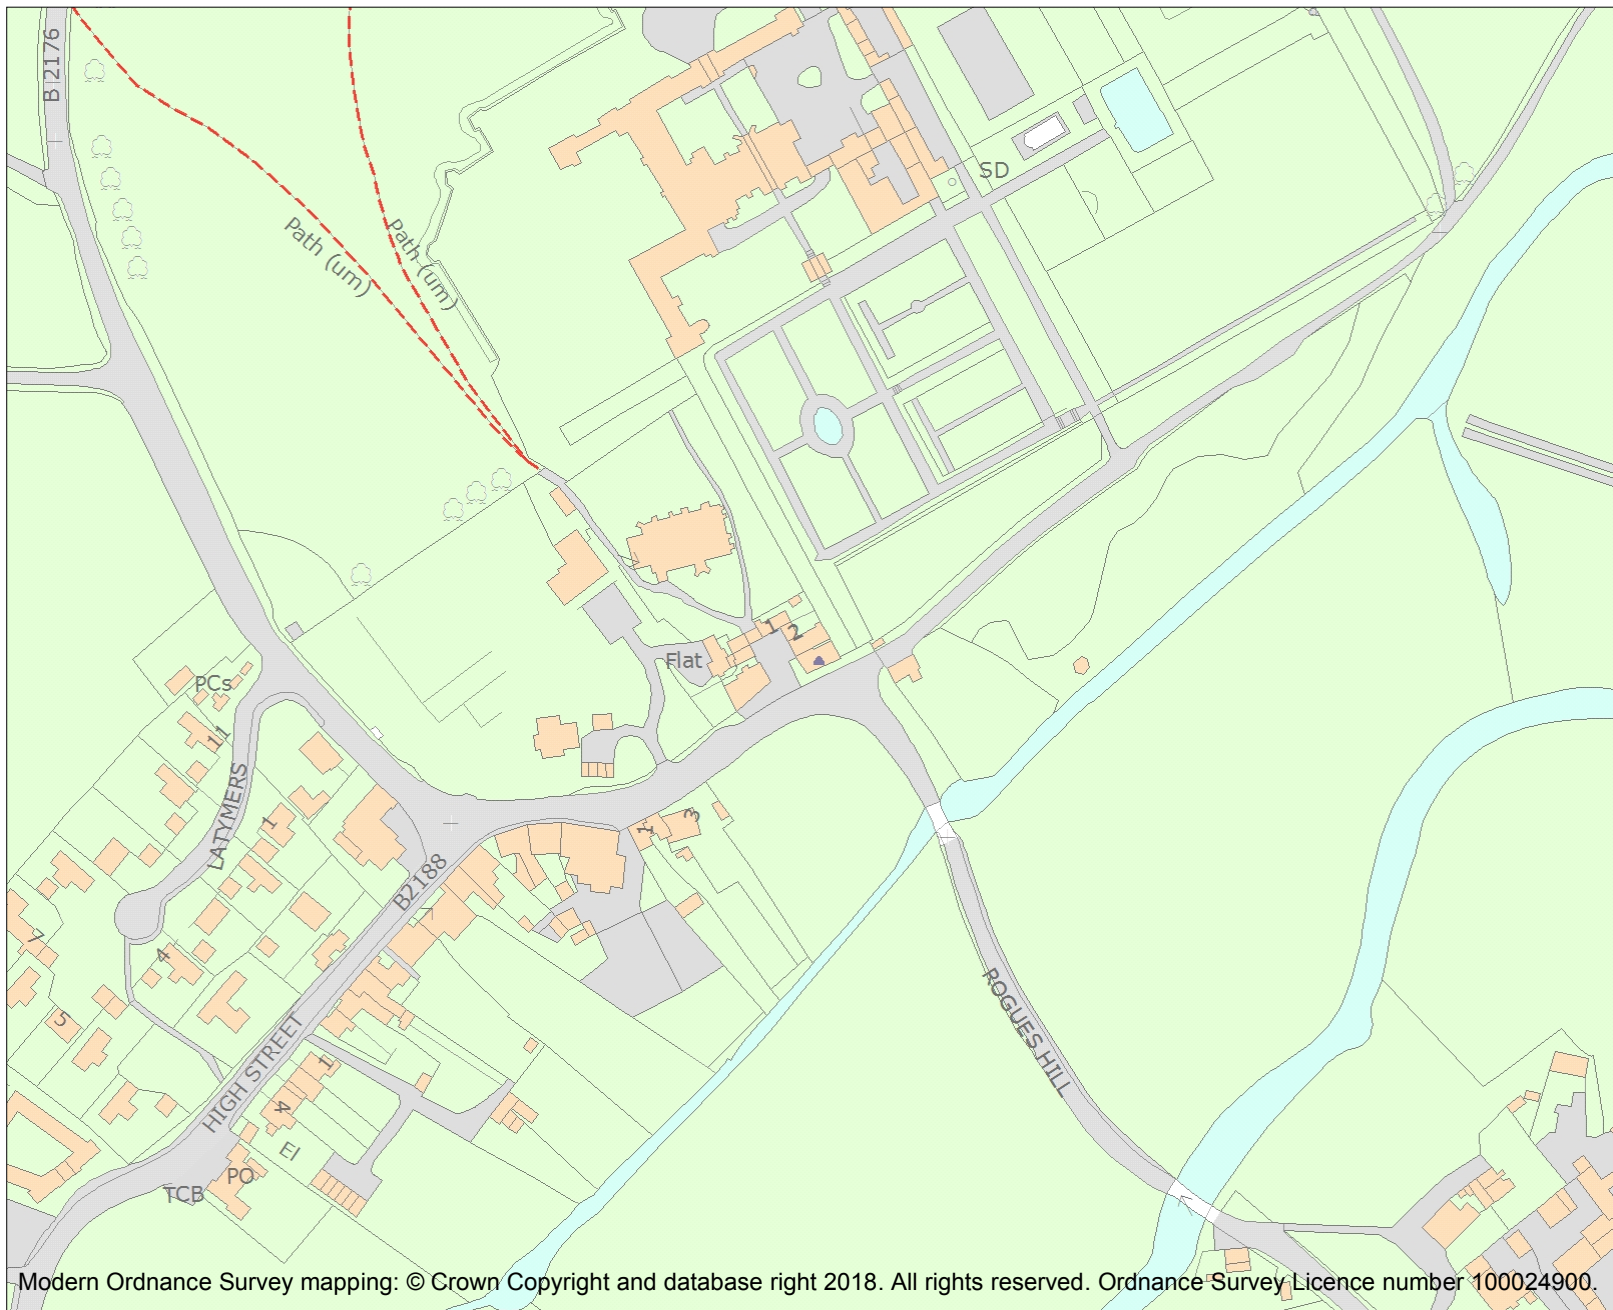 B 2176
SD
Path (um)
Path (um)
1
2
Flat
PCs
11
LATYMERS
1
1
3
B2188
7
4
ROGUES HILL
5
HIGH STREET
1
4
El
PO
TCB
Modern Ordnance Survey mapping: © Crown Copyright and database right 2018. All rights reserved. Ordnance Survey Licence number 100024900.